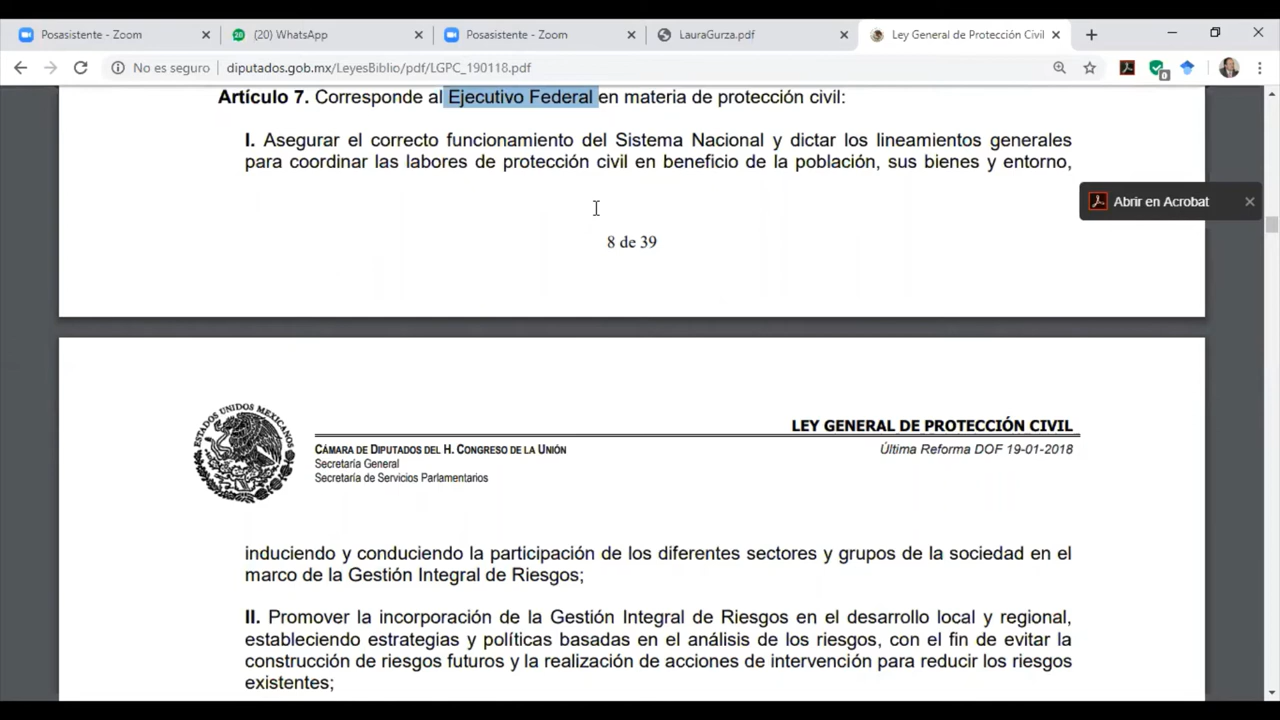 Posasistente - Zoom
(20) WhatsApp
Posasistente - Zoom
LauraGurza.pdf
Ley General de Protección Civil
No es seguro
deputados.gob.mx/LeyesBiblio/pdf/LGPC_190118.pdf
Artículo 7. Corresponde al Ejecutivo Federal en materia de protección civil:
I. Asegurar el correcto funcionamiento del Sistema Nacional y dictar los lineamientos generales
para coordinar las labores de protección civil en beneficio de la población, sus bienes y entorno,
Abrir en Acrobat
8 de 39
ESTADOS UNIDOS MEXICANOS
LEY GENERAL DE PROTECCIÓN CIVIL
CÁMARA DE DIPUTADOS DEL H. CONGRESO DE LA UNIÓN
Última Reforma DOF 19-01-2018
Secretaría General
Secretaría de Servicios Parlamentarios
induciendo y conduciendo la participación de los diferentes sectores y grupos de la sociedad en el
marco de la Gestión Integral de Riesgos;
II. Promover la incorporación de la Gestión Integral de Riesgos en el desarrollo local y regional,
estableciendo estrategias y políticas basadas en el análisis de los riesgos, con el fin de evitar la
construcción de riesgos futuros y la realización de acciones de intervención para reducir los riesgos
existentes;